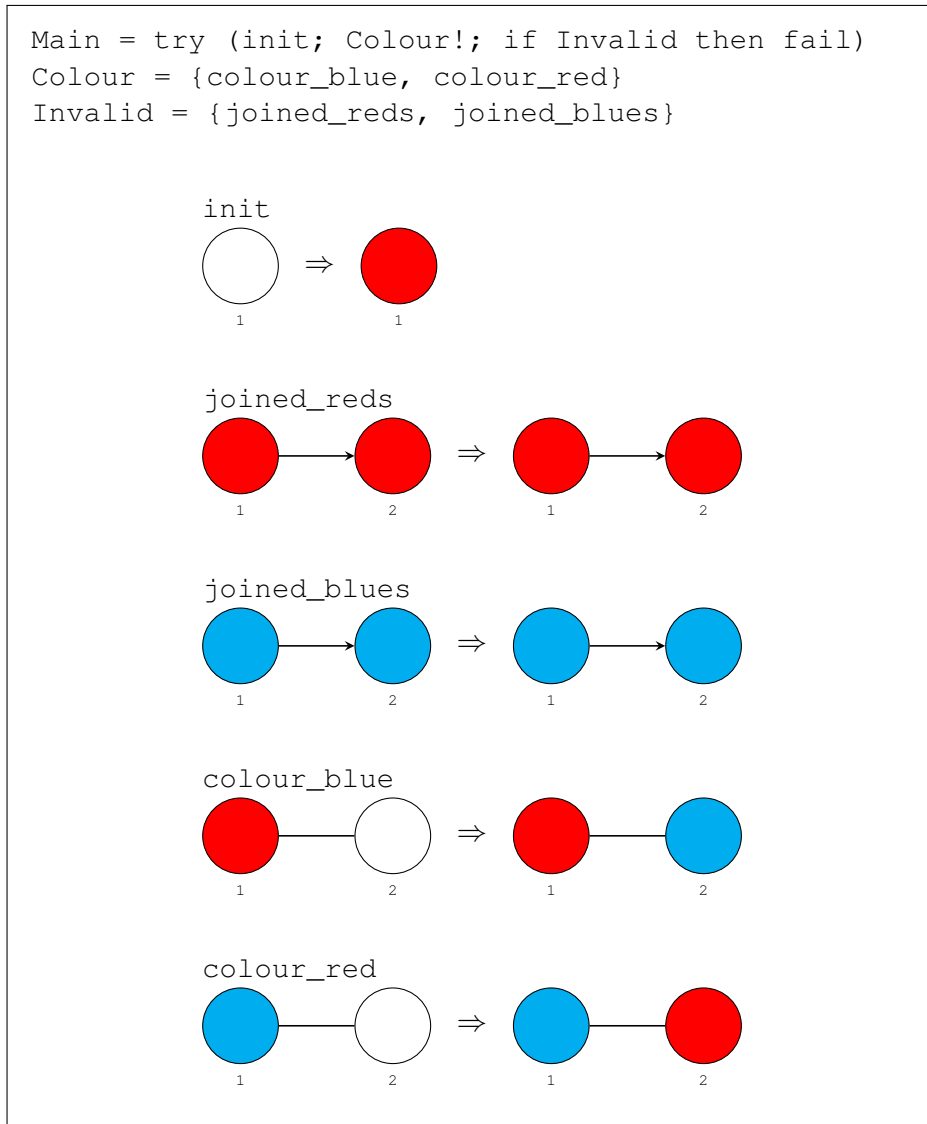 Main = try (init; Colour!; if Invalid then fail)
Colour = {colour_blue, colour_red}
Invalid = {joined_reds, joined_blues}
init
⇒
1 1
joined_reds
⇒
1 2 1 2
joined_blues
⇒
1 2 1 2
colour_blue
⇒
1 2 1 2
colour_red
⇒
1 2 1 2